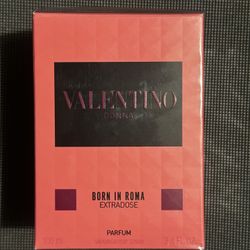 VALENTINO
DONNA
BORN IN ROMA
EXTRADOSE
PARFUM